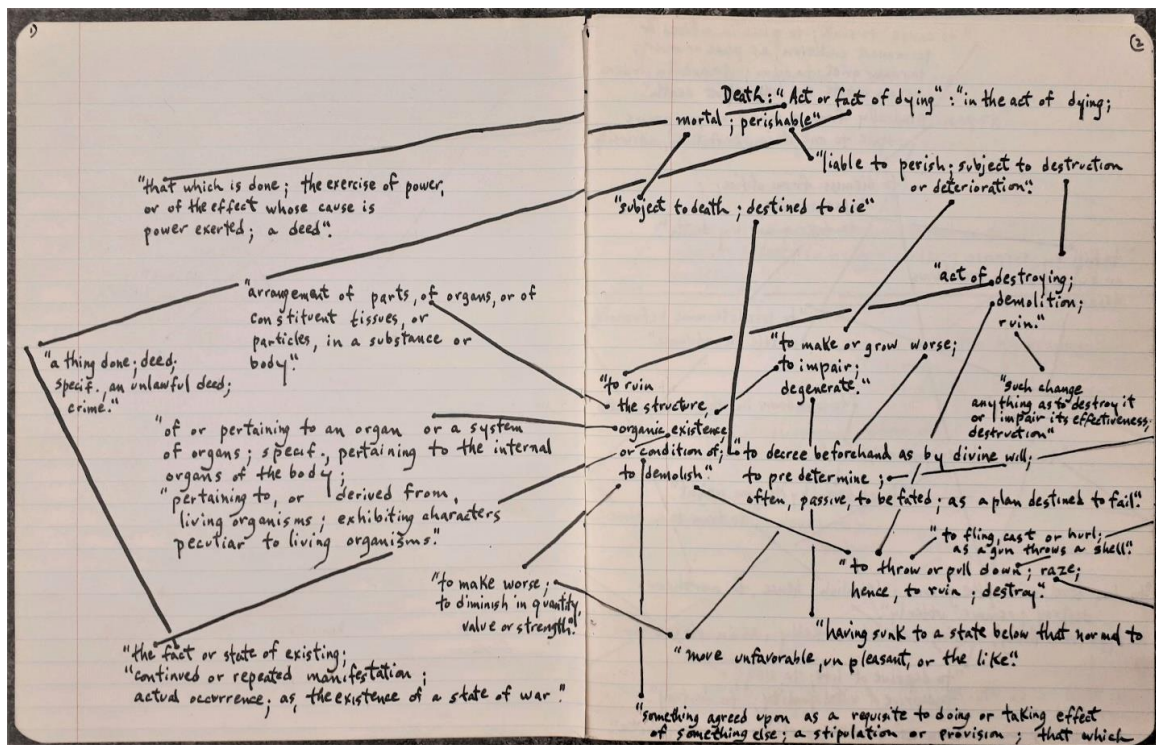 1)
"that which is done; the exercise of power,
or of the effect whose cause is
power exerted; a deed".
"arrangement of parts, of organs, or of
constituent tissues, or
particles, in a substance or
body".
"a thing done; deed;
specif., an unlawful deed;
crime."
"of or pertaining to an organ or a system
of organs; specif., pertaining to the internal
organs of the body;
"pertaining to, or derived from,
living organisms; exhibiting characters
peculiar to living organisms."
"to make worse;
to diminish in quantity,
value or strength".
"the fact or state of existing;
"continued or repeated manifestation;
actual occurrence; as, the existence of a state of war".
2
Death: "Act or fact of dying" : "in the act of dying;
mortal; perishable"
"liable to perish; subject to destruction
or deterioration".
"subject to death; destined to die"
"act of destroying;
demolition;
ruin."
"to make or grow worse;
to impair;
degenerate."
"such change
anything as to destroy it
or impair its effectiveness
destruction"
"to ruin
the structure,
organic existence
or condition of;
to demolish."
"to decree beforehand as by divine will;
to predetermine;
often, passive, to be fated; as a plan destined to fail".
"to fling, cast or hurl;
as a gun throws a shell".
"to throw or pull down; raze;
hence, to ruin; destroy."
"having sunk to a state below that normal to
"move unfavorable, unpleasant, or the like".
"something agreed upon as a requisite to doing or taking effect
of something else; a stipulation or provision; that which